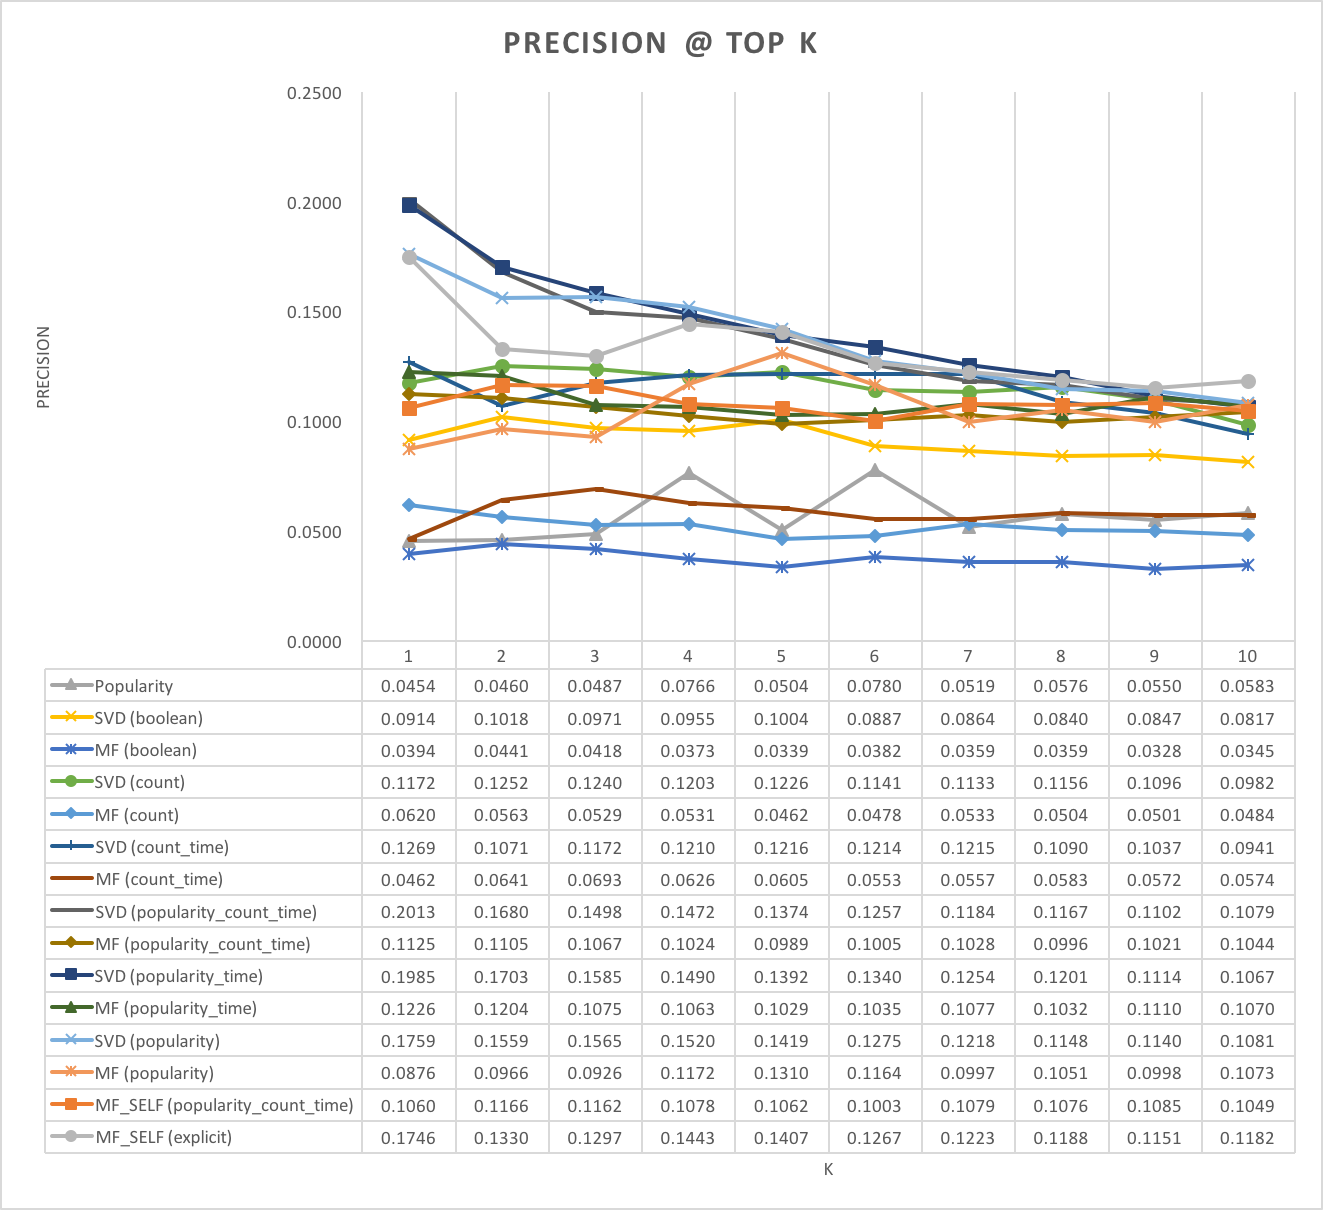 PRECISION @ TOP K
0.2500
0.2000
0.1500
0.1000
0.0500
0.0000
PRECISION
1 2 3 4 5 6 7 8 9 10
Popularity 0.0454 0.0460 0.0487 0.0766 0.0504 0.0780 0.0519 0.0576 0.0550 0.0583
SVD (boolean) 0.0914 0.1018 0.0971 0.0955 0.1004 0.0887 0.0864 0.0840 0.0847 0.0817
MF (boolean) 0.0394 0.0441 0.0418 0.0373 0.0339 0.0382 0.0359 0.0359 0.0328 0.0345
SVD (count) 0.1172 0.1252 0.1240 0.1203 0.1226 0.1141 0.1133 0.1156 0.1096 0.0982
MF (count) 0.0620 0.0563 0.0529 0.0531 0.0462 0.0478 0.0533 0.0504 0.0501 0.0484
SVD (count_time) 0.1269 0.1071 0.1172 0.1210 0.1216 0.1214 0.1215 0.1090 0.1037 0.0941
MF (count_time) 0.0462 0.0641 0.0693 0.0626 0.0605 0.0553 0.0557 0.0583 0.0572 0.0574
SVD (popularity_count_time) 0.2013 0.1680 0.1498 0.1472 0.1374 0.1257 0.1184 0.1167 0.1102 0.1079
MF (popularity_count_time) 0.1125 0.1105 0.1067 0.1024 0.0989 0.1005 0.1028 0.0996 0.1021 0.1044
SVD (popularity_time) 0.1985 0.1703 0.1585 0.1490 0.1392 0.1340 0.1254 0.1201 0.1114 0.1067
MF (popularity_time) 0.1226 0.1204 0.1075 0.1063 0.1029 0.1035 0.1077 0.1032 0.1110 0.1070
SVD (popularity) 0.1759 0.1559 0.1565 0.1520 0.1419 0.1275 0.1218 0.1148 0.1140 0.1081
MF (popularity) 0.0876 0.0966 0.0926 0.1172 0.1310 0.1164 0.0997 0.1051 0.0998 0.1073
MF_SELF (popularity_count_time) 0.1060 0.1166 0.1162 0.1078 0.1062 0.1003 0.1079 0.1076 0.1085 0.1049
MF_SELF (explicit) 0.1746 0.1330 0.1297 0.1443 0.1407 0.1267 0.1223 0.1188 0.1151 0.1182
K